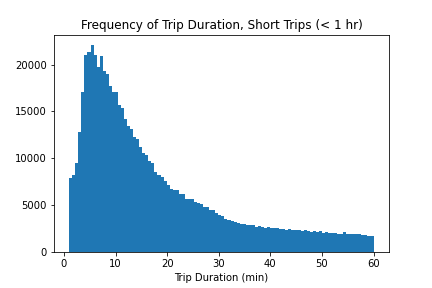 Frequency of Trip Duration, Short Trips (< 1 hr)
20000
15000
10000
5000
0
0 10 20 30 40 50 60
Trip Duration (min)